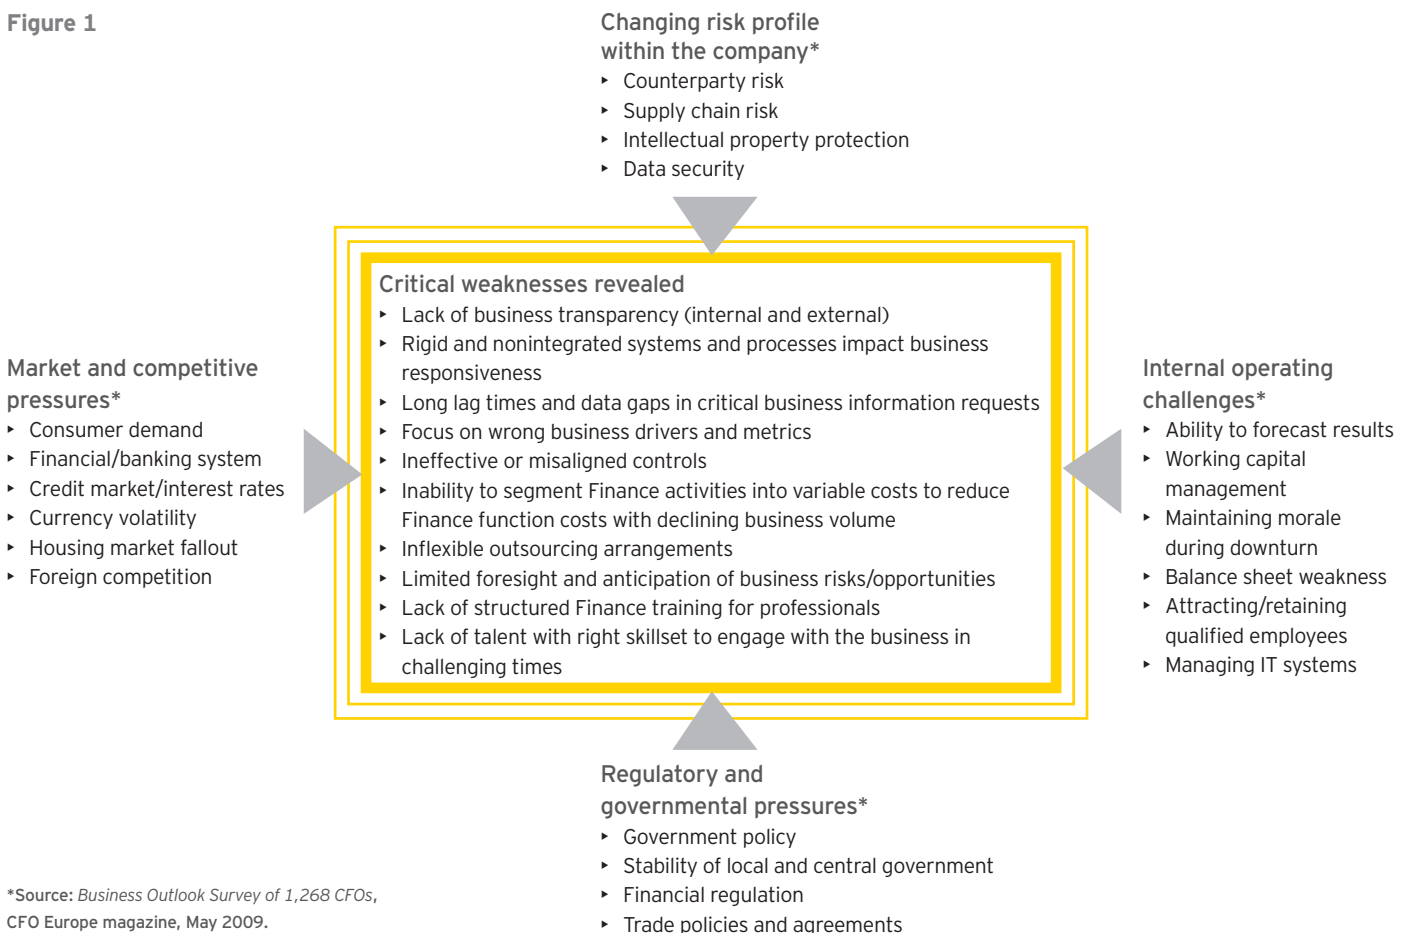 Figure 1
Changing risk profile
within the company*
‣ Counterparty risk
‣ Supply chain risk
‣ Intellectual property protection
‣ Data security
Critical weaknesses revealed
‣ Lack of business transparency (internal and external)
‣ Rigid and nonintegrated systems and processes impact business
responsiveness
‣ Long lag times and data gaps in critical business information requests
‣ Focus on wrong business drivers and metrics
‣ Ineffective or misaligned controls
‣ Inability to segment Finance activities into variable costs to reduce
Finance function costs with declining business volume
‣ Inflexible outsourcing arrangements
‣ Limited foresight and anticipation of business risks/opportunities
‣ Lack of structured Finance training for professionals
‣ Lack of talent with right skillset to engage with the business in
challenging times
Market and competitive
pressures*
‣ Consumer demand
‣ Financial/banking system
‣ Credit market/interest rates
‣ Currency volatility
‣ Housing market fallout
‣ Foreign competition
Internal operating
challenges*
‣ Ability to forecast results
‣ Working capital
management
‣ Maintaining morale
during downturn
‣ Balance sheet weakness
‣ Attracting/retaining
qualified employees
‣ Managing IT systems
Regulatory and
governmental pressures*
‣ Government policy
‣ Stability of local and central government
‣ Financial regulation
‣ Trade policies and agreements
*Source: Business Outlook Survey of 1,268 CFOs,
CFO Europe magazine, May 2009.